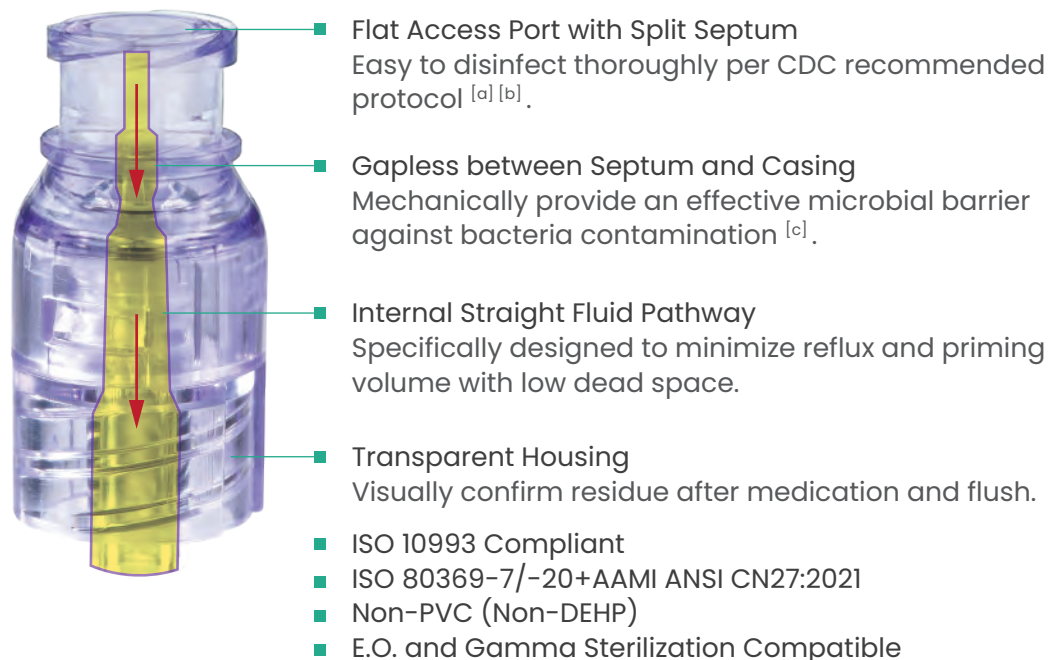 Flat Access Port with Split Septum
Easy to disinfect thoroughly per CDC recommended
protocol [a] [b] .
Gapless between Septum and Casing
Mechanically provide an effective microbial barrier
against bacteria contamination [c] .
Internal Straight Fluid Pathway
Specifically designed to minimize reflux and priming
volume with low dead space.
Transparent Housing
Visually confirm residue after medication and flush.
ISO 10993 Compliant
ISO 80369-7/-20+AAMI ANSI CN27:2021
Non-PVC (Non-DEHP)
E.O. and Gamma Sterilization Compatible